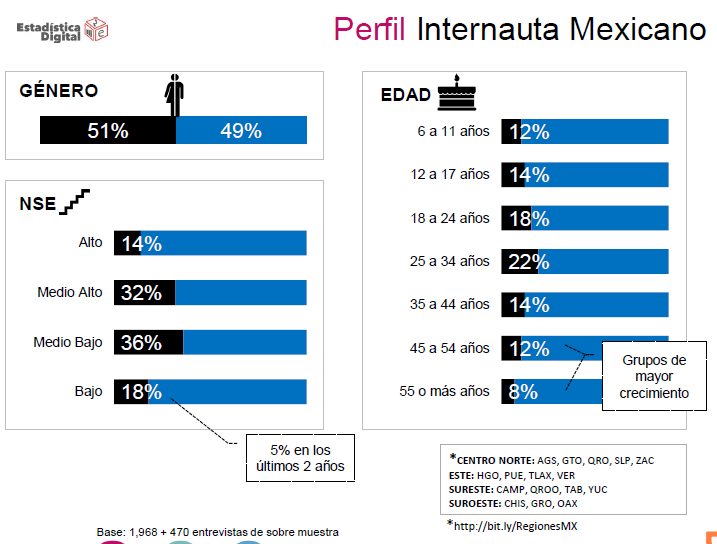 Estadística
Digital
Perfil Internauta Mexicano
GÉNERO
51% 49%
NSE
Alto 14%
Medio Alto 32%
Medio Bajo 36%
Bajo 18%
5% en los
últimos 2 años
EDAD
6 a 11 años 12%
12 a 17 años 14%
18 a 24 años 18%
25 a 34 años 22%
35 a 44 años 14%
45 a 54 años 12%
55 o más años 8%
Grupos de
mayor
crecimiento
*CENTRO NORTE: AGS, GTO, QRO, SLP, ZAC
ESTE: HGO, PUE, TLAX, VER
SURESTE: CAMP, QROO, TAB, YUC
SUROESTE: CHIS, GRO, OAX
*http://bit.ly/RegionesMX
Base: 1,968 + 470 entrevistas de sobre muestra